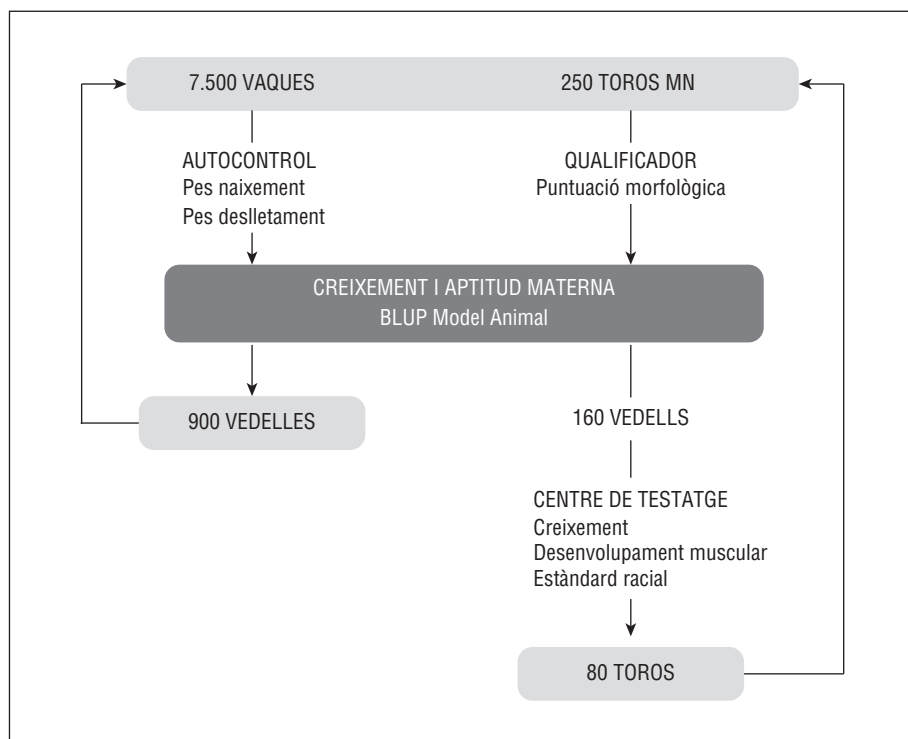 7.500 VAQUES
250 TOROS MN
AUTOCONTROL
Pes naixement
Pes deslletament
QUALIFICADOR
Puntuació morfològica
CREIXEMENT I APTITUD MATERNA
BLUP Model Animal
900 VEDELLES
160 VEDELLS
CENTRE DE TESTATGE
Creixement
Desenvolupament muscular
Estàndard racial
80 TOROS